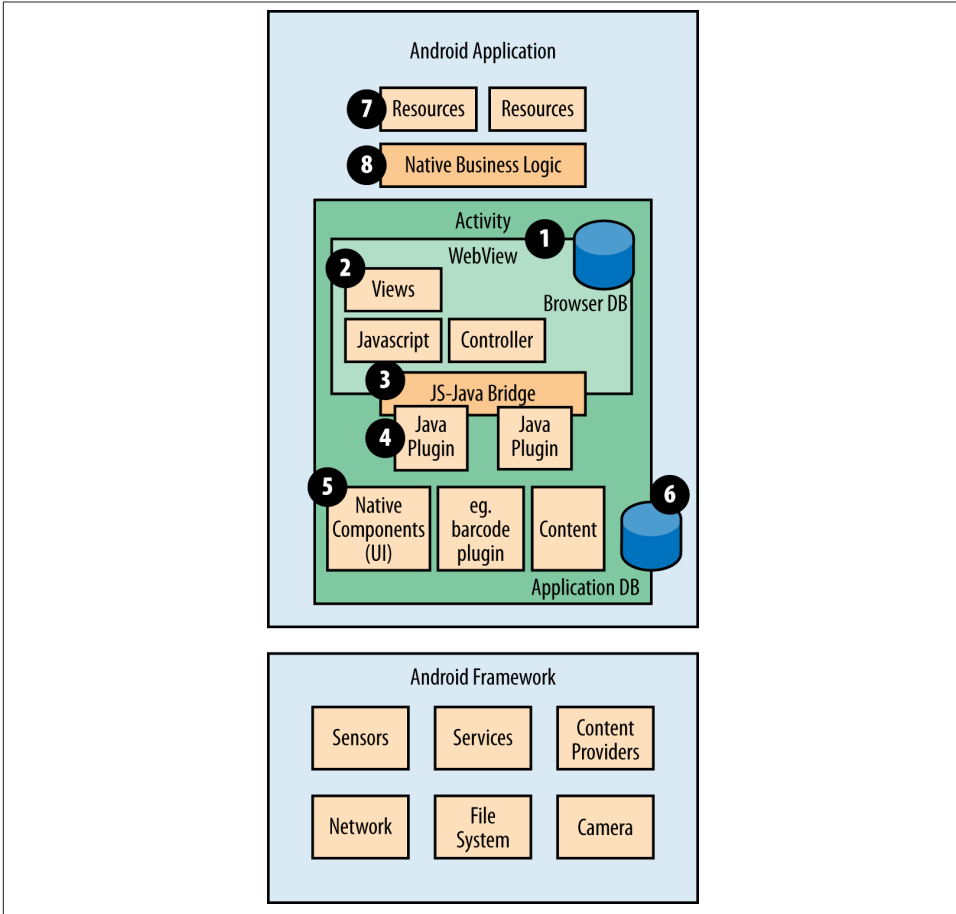 Android Application
7 Resources Resources
8 Native Business Logic
Activity
1
WebView
2
Views
Browser DB
Javascript Controller
3
JS-Java Bridge
4
Java
Plugin
Java
Plugin
5
Native
Components
(UI)
eg.
barcode
plugin
Content
6
Application DB
Android Framework
Sensors
Services
Content
Providers
Network
File
System
Camera